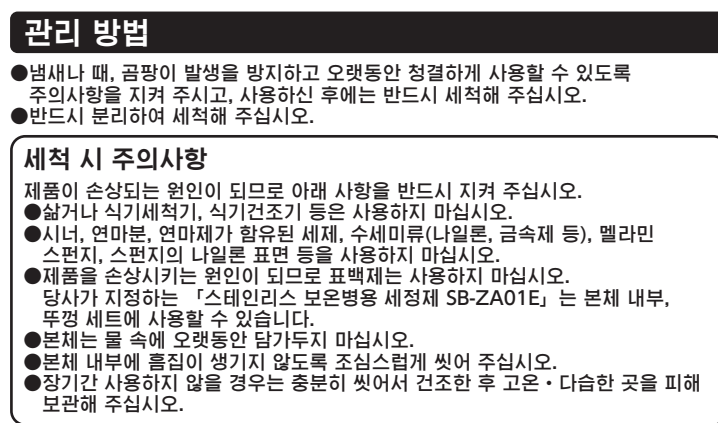 관리 방법
●냄새나 때, 곰팡이 발생을 방지하고 오랫동안 청결하게 사용할 수 있도록
주의사항을 지켜 주시고, 사용하신 후에는 반드시 세척해 주십시오.
●반드시 분리하여 세척해 주십시오.
세척 시 주의사항
제품이 손상되는 원인이 되므로 아래 사항을 반드시 지켜 주십시오.
●삶거나 식기세척기, 식기건조기 등은 사용하지 마십시오.
●시너, 연마분, 연마제가 함유된 세제, 수세미류(나일론, 금속제 등), 멜라민
스펀지, 스펀지의 나일론 표면 등을 사용하지 마십시오.
●제품을 손상시키는 원인이 되므로 표백제는 사용하지 마십시오.
당사가 지정하는 「스테인리스 보온병용 세정제 SB-ZA01E」는 본체 내부,
뚜껑 세트에 사용할 수 있습니다.
●본체는 물 속에 오랫동안 담가두지 마십시오.
●본체 내부에 흠집이 생기지 않도록 조심스럽게 씻어 주십시오.
●장기간 사용하지 않을 경우는 충분히 씻어서 건조한 후 고온・다습한 곳을 피해
보관해 주십시오.